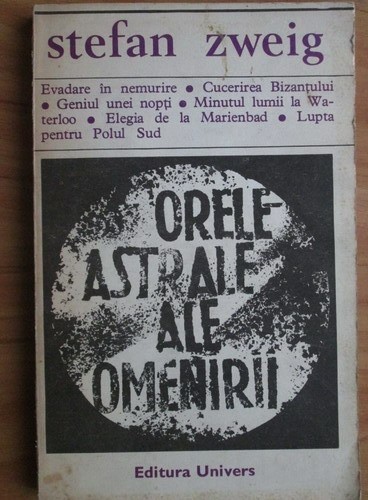 stefan zweig
Evadare în nemurire • Cucerirea Bizanțului
• Geniul unei nopți • Minutul lumii la Wa-
terloo • Elegia de la Marienbad • Lupta
pentru Polul Sud
ORELE
ASTRALE
ALE
OMENIRII
Editura Univers